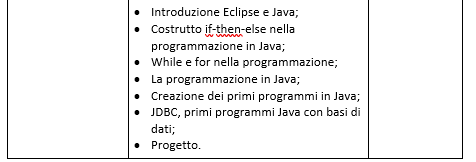 • Introduzione Eclipse e Java;
• Costrutto if-then-else nella
programmazione in Java;
• While e for nella programmazione;
• La programmazione in Java;
• Creazione dei primi programmi in Java;
• JDBC, primi programmi Java con basi di
dati;
• Progetto.